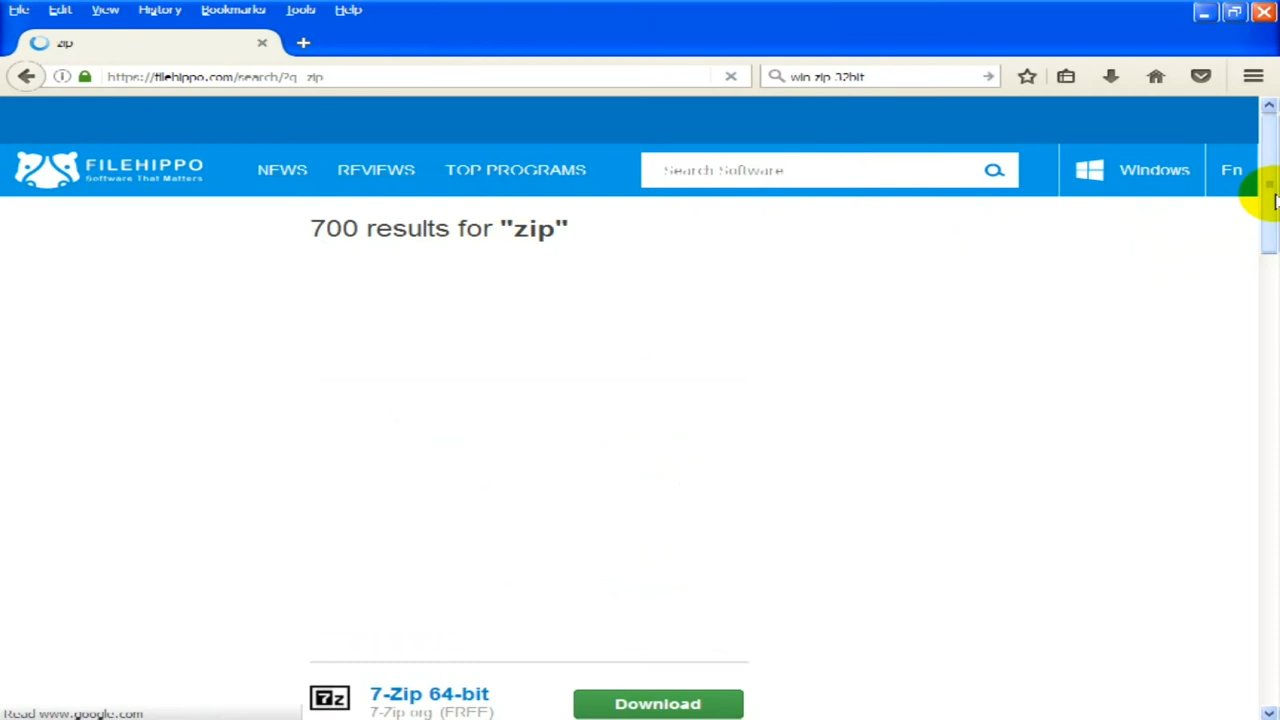 File Edit View History Bookmarks Tools Help
zip
https://filehippo.com/search/?q zip
win zip 32bit
FILEHIPPO
Software That Matters
NEWS REVIEWS TOP PROGRAMS
Search Software
Windows
En
700 results for "zip"
7z
7-Zip 64-bit
Download
7-Zip org (FREE)
Read www.google.com